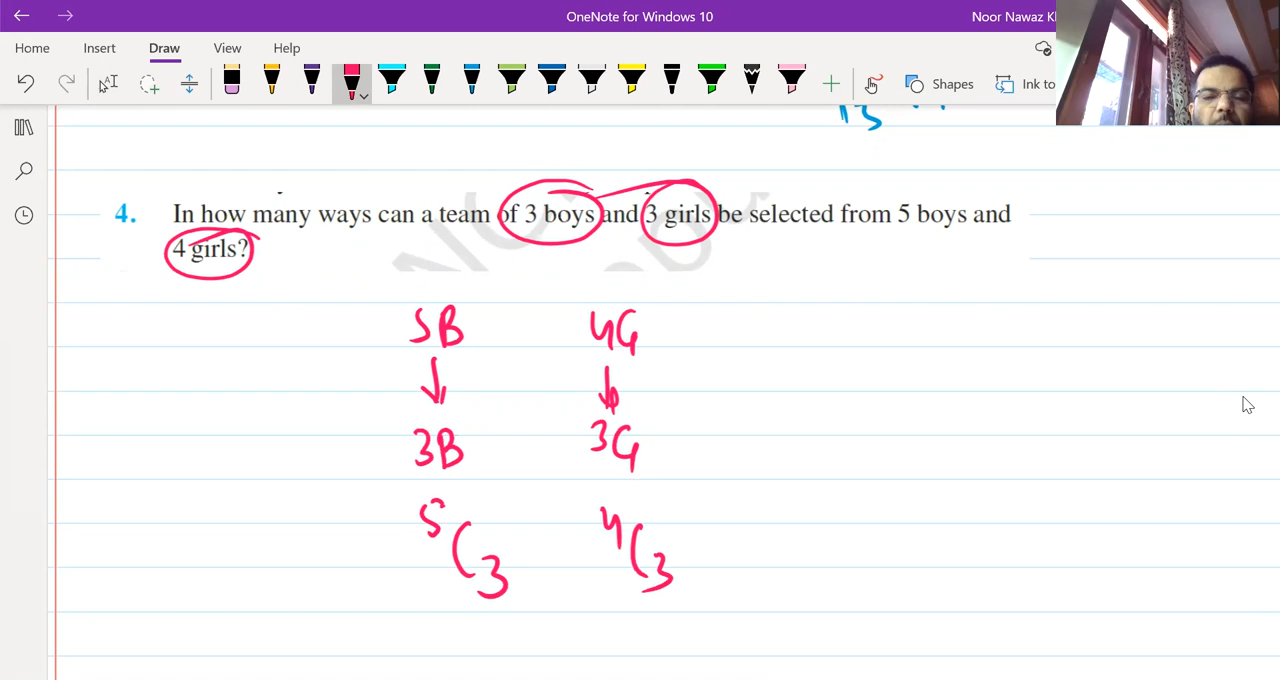 OneNote for Windows 10
Noor Nawaz Kh
Home Insert Draw View Help
Shapes
Ink to
4. In how many ways can a team of 3 boys and 3 girls be selected from 5 boys and
4 girls?
5B 4G
3B 3G
5C3 4C3